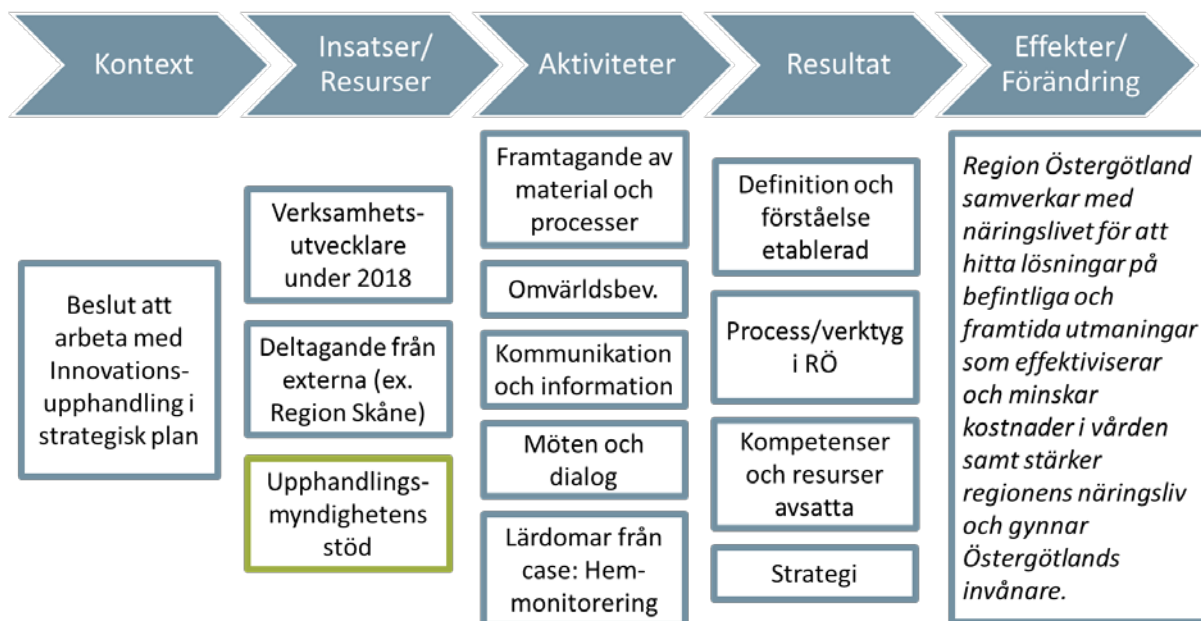 Kontext
Insatser/
Resurser
Aktiviteter
Resultat
Effekter/
Förändring
Beslut att
arbeta med
Innovations-
upphandling i
strategisk plan
Verksamhets-
utvecklare
under 2018
Deltagande från
externa (ex.
Region Skåne)
Upphandlings-
myndighetens
stöd
Framtagande av
material och
processer
Omvärldsbev.
Kommunikation
och information
Möten och
dialog
Lärdomar från
case: Hem-
monitorering
Definition och
förståelse
etablerad
Process/verktyg
i RÖ
Kompetenser
och resurser
avsatta
Strategi
Region Östergötland
samverkar med
näringslivet för att
hitta lösningar på
befintliga och
framtida utmaningar
som effektiviserar
och minskar
kostnader i vården
samt stärker
regionens näringsliv
och gynnar
Östergötlands
invånare.